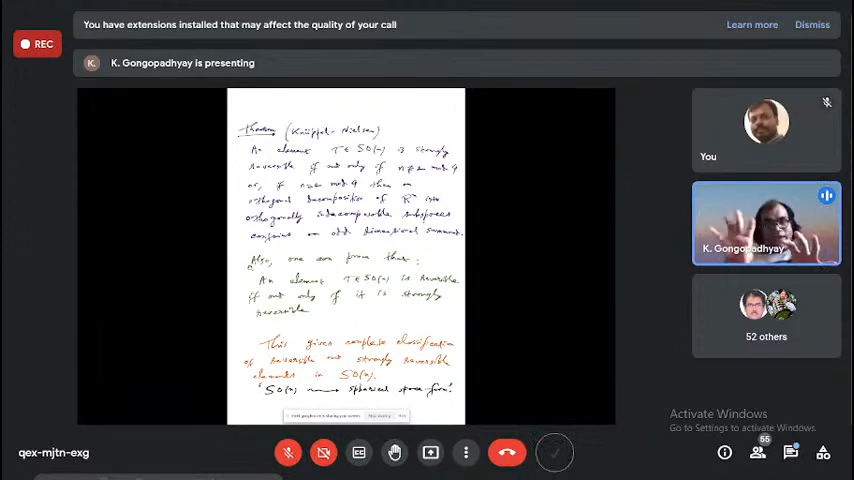 You have extensions installed that may affect the quality of your call
Learn more
Dismiss
REC
K.
K. Gongopadhyay is presenting
Theorem (Knüppel-Nielsen)
An element T ∈ SO(n) is strongly
reversible if and only if n ≢ 2 mod 4
or, if n ≡ 2 mod 4 then an
orthogonal decomposition of ℝⁿ into
orthogonally indecomposable subspaces
contains an odd dimensional summand.
Also, one can prove that:
An element T ∈ SO(n) is reversible
if and only if it is strongly
reversible
This gives complete classification
of reversible and strongly reversible
elements in SO(n).
"SO(n) → spherical space-form"
You
K. Gongopadhyay
52 others
Activate Windows
Go to Settings to activate Windows.
qex-mjtn-exg
55